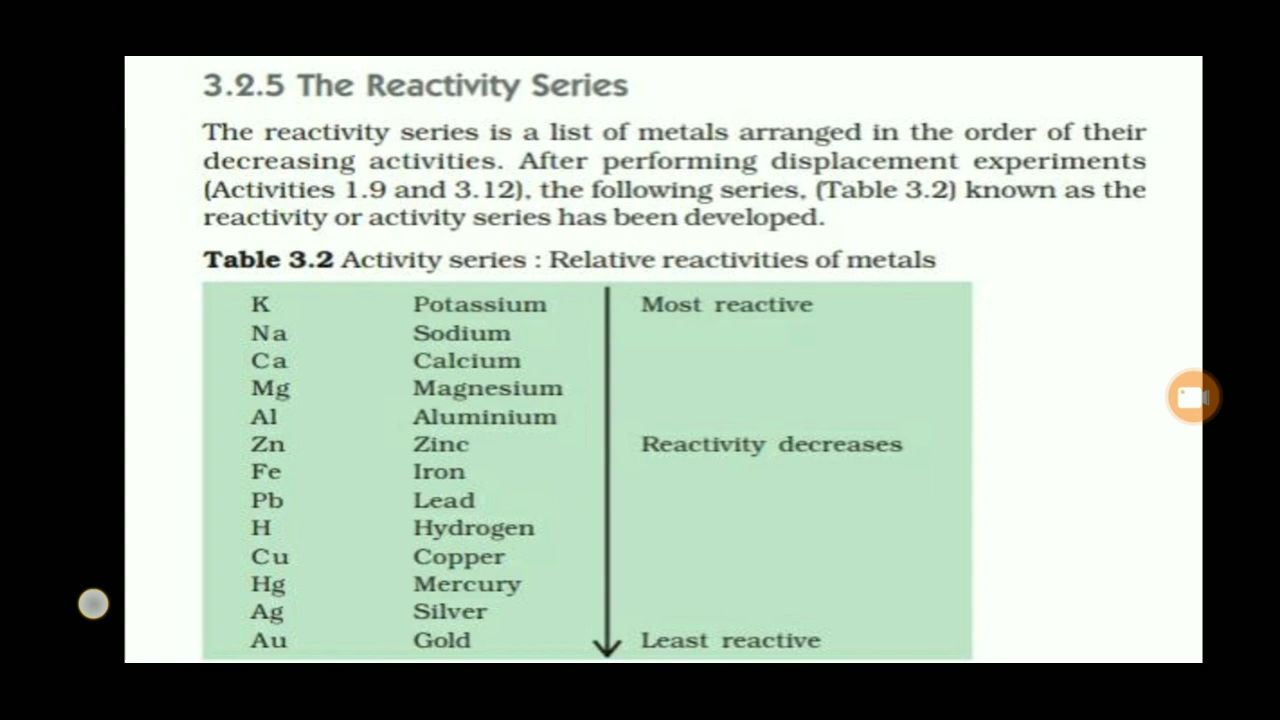 3.2.5 The Reactivity Series
The reactivity series is a list of metals arranged in the order of their
decreasing activities. After performing displacement experiments
(Activities 1.9 and 3.12), the following series, (Table 3.2) known as the
reactivity or activity series has been developed.
Table 3.2 Activity series : Relative reactivities of metals
K Potassium Most reactive
Na Sodium
Ca Calcium
Mg Magnesium
Al Aluminium
Zn Zinc Reactivity decreases
Fe Iron
Pb Lead
H Hydrogen
Cu Copper
Hg Mercury
Ag Silver
Au Gold Least reactive